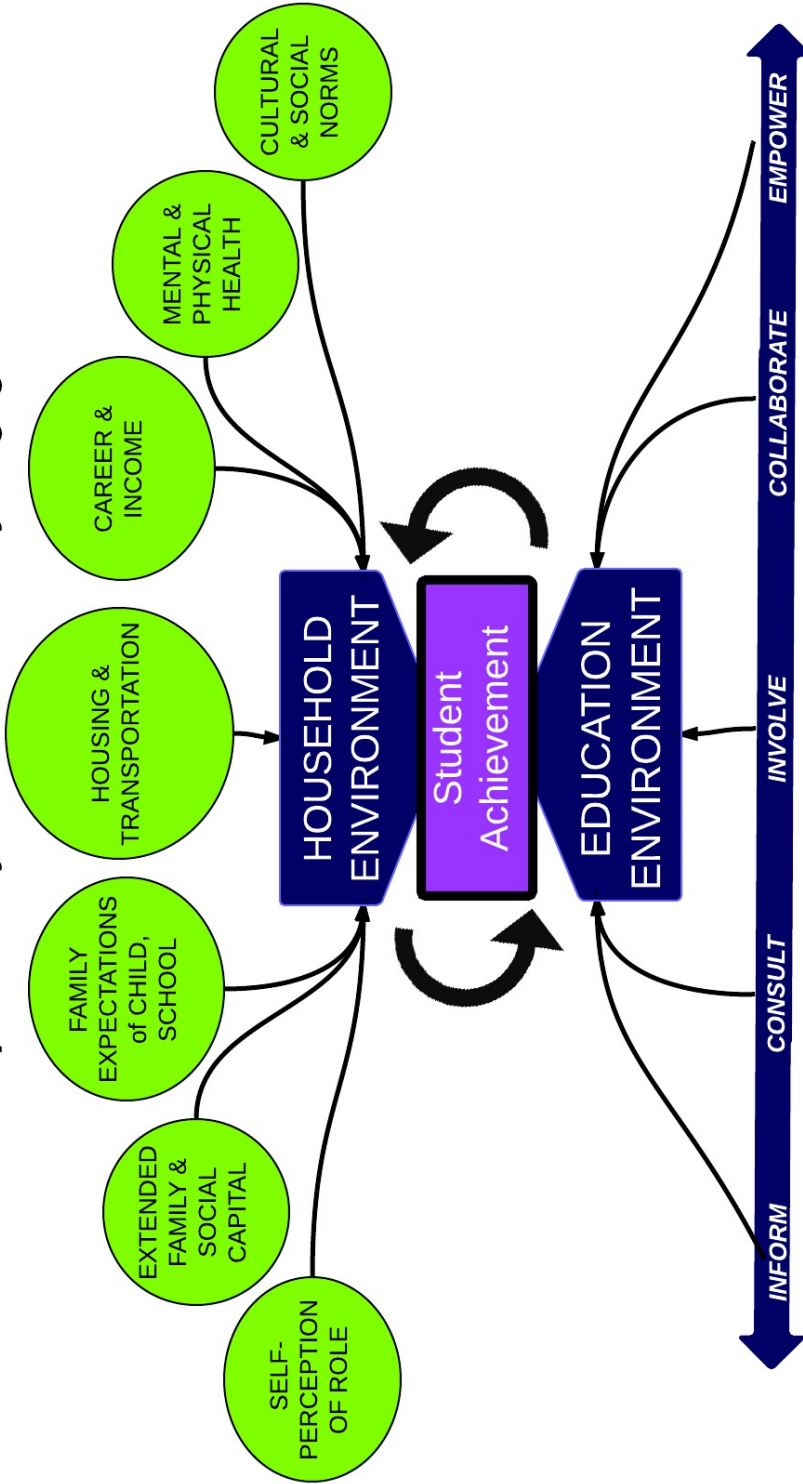 SELF-
PERCEPTION
OF ROLE
EXTENDED
FAMILY &
SOCIAL
CAPITAL
FAMILY
EXPECTATIONS
of CHILD,
SCHOOL
HOUSING &
TRANSPORTATION
CAREER &
INCOME
MENTAL &
PHYSICAL
HEALTH
CULTURAL
& SOCIAL
NORMS
HOUSEHOLD
ENVIRONMENT
Student
Achievement
EDUCATION
ENVIRONMENT
INFORM
CONSULT
INVOLVE
COLLABORATE
EMPOWER